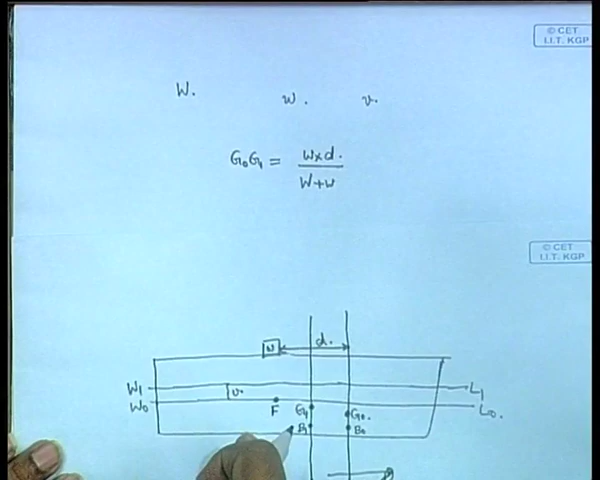 © CET
I.I.T. KGP
W. w. v.
G₀G₁ = w×d. / W+w
© CET
I.I.T. KGP
w d.
W₁ L₁
W₀ v. L₀.
F G₁ G₀.
B₁ B₀